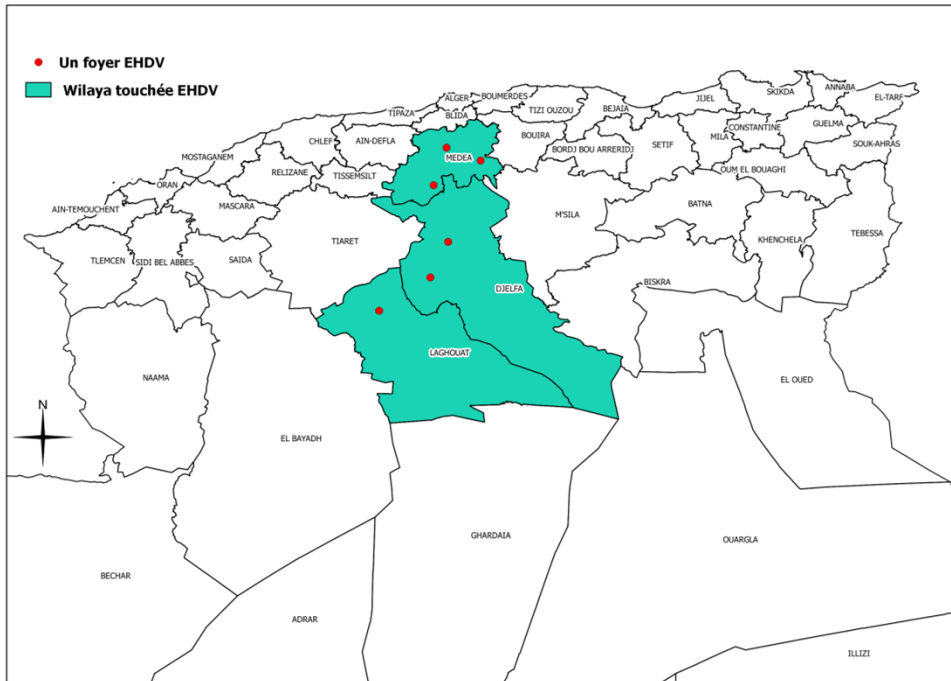 Un foyer EHDV
Wilaya touchée EHDV
ALGER
BOUMERDES
TIZI OUZOU
BEJAIA
JIJEL
SKIKDA
ANNABA
EL-TARF
TIPAZA
BLIDA
CHLEF
AIN-DEFLA
BOUIRA
BORDJ BOU ARRERIDJ
SETIF
MILA
CONSTANTINE
GUELMA
SOUK-AHRAS
MOSTAGANEM
RELIZANE
TISSEMSILT
MEDEA
OUM EL BOUAGHI
ORAN
AIN-TEMOUCHENT
MASCARA
M'SILA
BATNA
KHENCHELA
TEBESSA
TLEMCEN
SIDI BEL ABBES
SAIDA
TIARET
DJELFA
BISKRA
LAGHOUAT
NAAMA
EL OUED
N
EL BAYADH
GHARDAIA
OUARGLA
BECHAR
ADRAR
ILLIZI